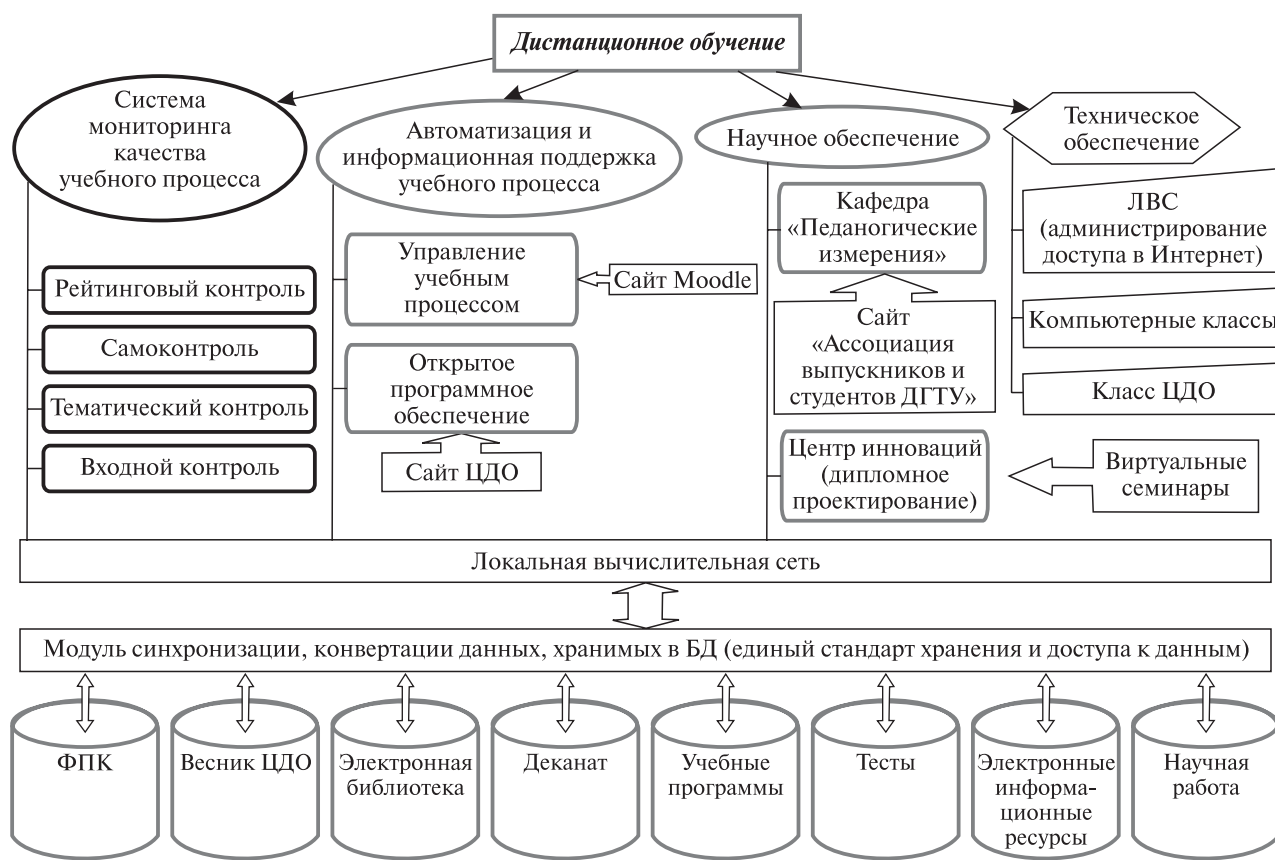 Дистанционное обучение
Система
мониторинга
качества
учебного процесса
Автоматизация и
информационная поддержка
учебного процесса
Научное обеспечение
Техническое
обеспечение
Рейтинговый контроль
Самоконтроль
Тематический контроль
Входной контроль
Управление
учебным
процессом
Сайт Moodle
Открытое
программное
обеспечение
Сайт ЦДО
Кафедра
«Педаногические
измерения»
Сайт
«Ассоциация
выпускников и
студентов ДГТУ»
Центр инноваций
(дипломное
проектирование)
ЛВС
(администрирование
доступа в Интернет)
Компьютерные классы
Класс ЦДО
Виртуальные
семинары
Локальная вычислительная сеть
Модуль синхронизации, конвертации данных, хранимых в БД (единый стандарт хранения и доступа к данным)
ФПК
Весник ЦДО
Электронная
библиотека
Деканат
Учебные
программы
Тесты
Электронные
информа-
ционные
ресурсы
Научная
работа